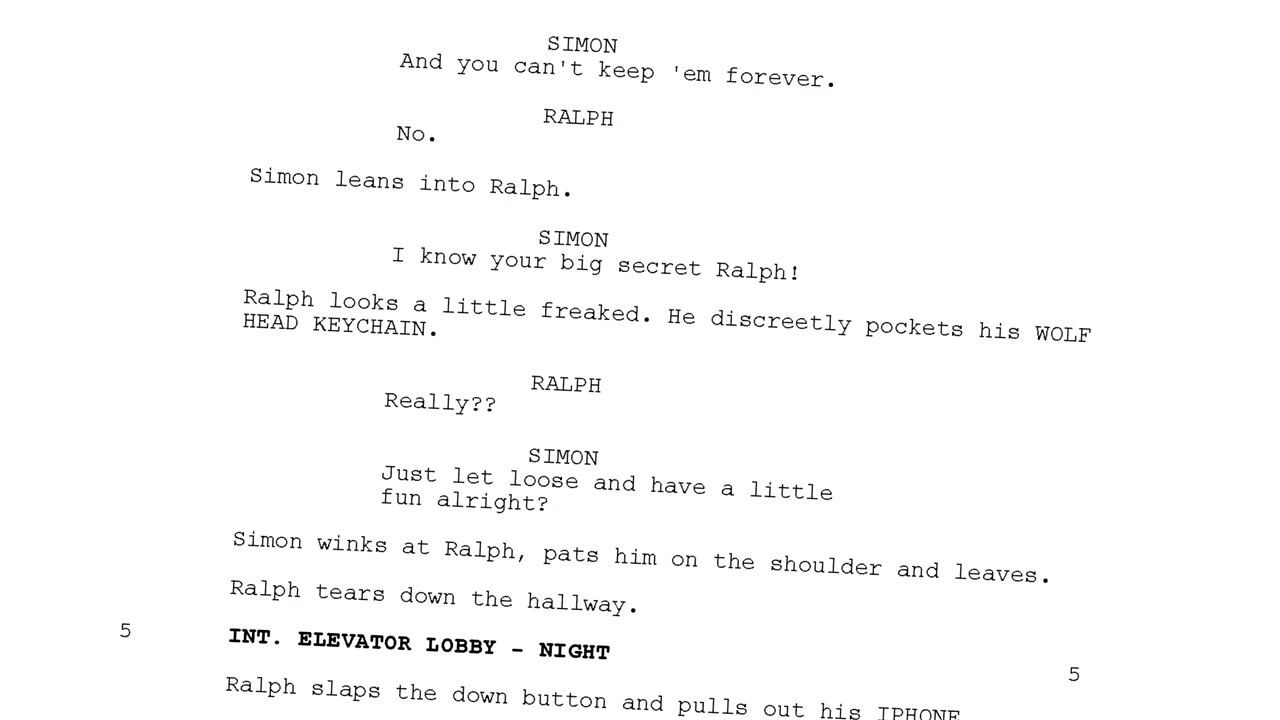 SIMON
And you can't keep 'em forever.
RALPH
No.
Simon leans into Ralph.
SIMON
I know your big secret Ralph!
Ralph looks a little freaked. He discreetly pockets his WOLF
HEAD KEYCHAIN.
RALPH
Really??
SIMON
Just let loose and have a little
fun alright?
Simon winks at Ralph, pats him on the shoulder and leaves.
Ralph tears down the hallway.
5 INT. ELEVATOR LOBBY - NIGHT 5
Ralph slaps the down button and pulls out his IPHONE